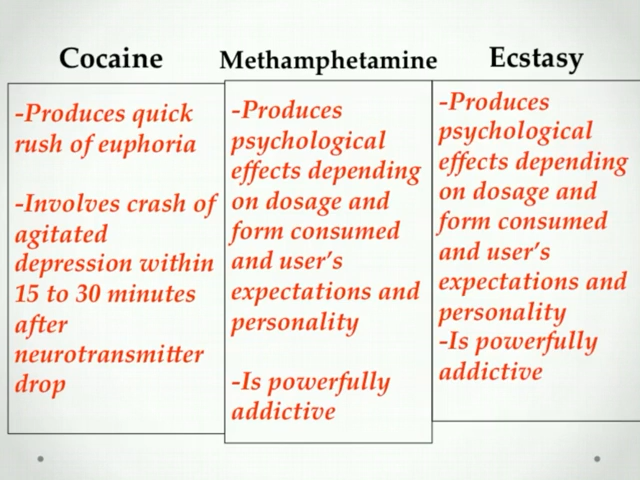 Cocaine
-Produces quick
rush of euphoria
-Involves crash of
agitated
depression within
15 to 30 minutes
after
neurotransmitter
drop
Methamphetamine
-Produces
psychological
effects depending
on dosage and
form consumed
and user's
expectations and
personality
-Is powerfully
addictive
Ecstasy
-Produces
psychological
effects depending
on dosage and
form consumed
and user's
expectations and
personality
-Is powerfully
addictive